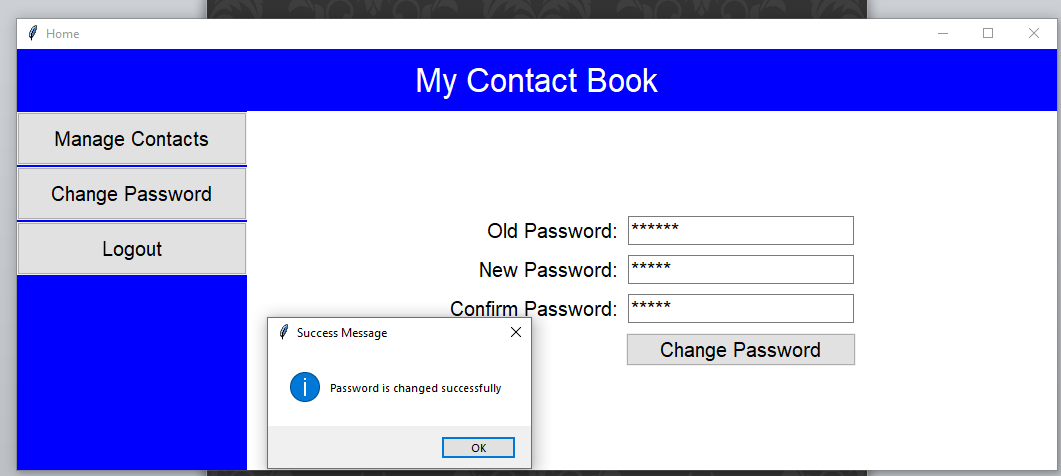 Home
My Contact Book
Manage Contacts
Change Password
Logout
Old Password: ******
New Password: *****
Confirm Password: *****
Change Password
Success Message
Password is changed successfully
OK